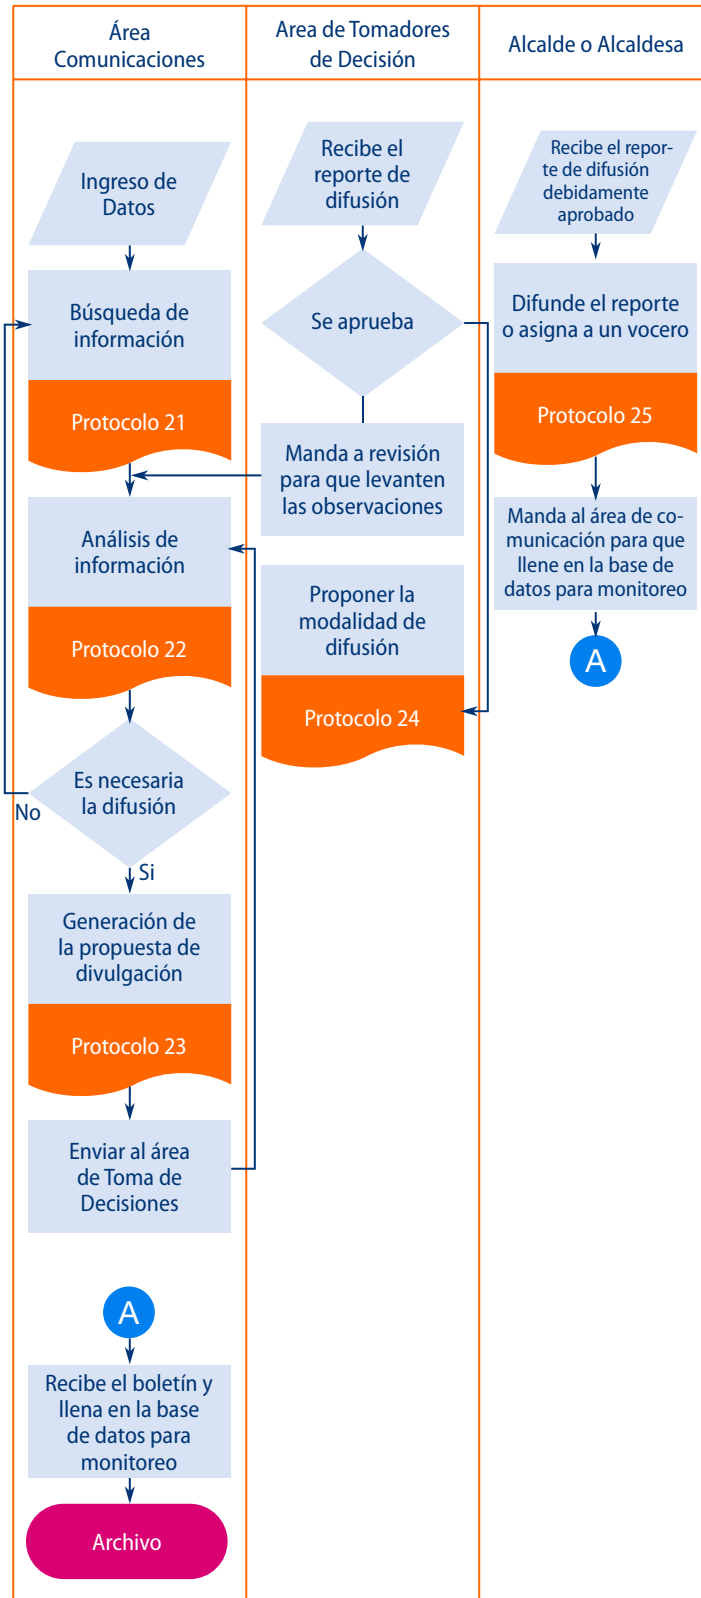 Área
Comunicaciones
Area de Tomadores
de Decisión
Alcalde o Alcaldesa
Ingreso de
Datos
Búsqueda de
información
Protocolo 21
Análisis de
información
Protocolo 22
Es necesaria
la difusión
No
Si
Generación de
la propuesta de
divulgación
Protocolo 23
Enviar al área
de Toma de
Decisiones
A
Recibe el boletín y
llena en la base
de datos para
monitoreo
Archivo
Recibe el
reporte de
difusión
Se aprueba
Manda a revisión
para que levanten
las observaciones
Proponer la
modalidad de
difusión
Protocolo 24
Recibe el repor-
te de difusión
debidamente
aprobado
Difunde el reporte
o asigna a un vocero
Protocolo 25
Manda al área de co-
municación para que
llene en la base de
datos para monitoreo
A